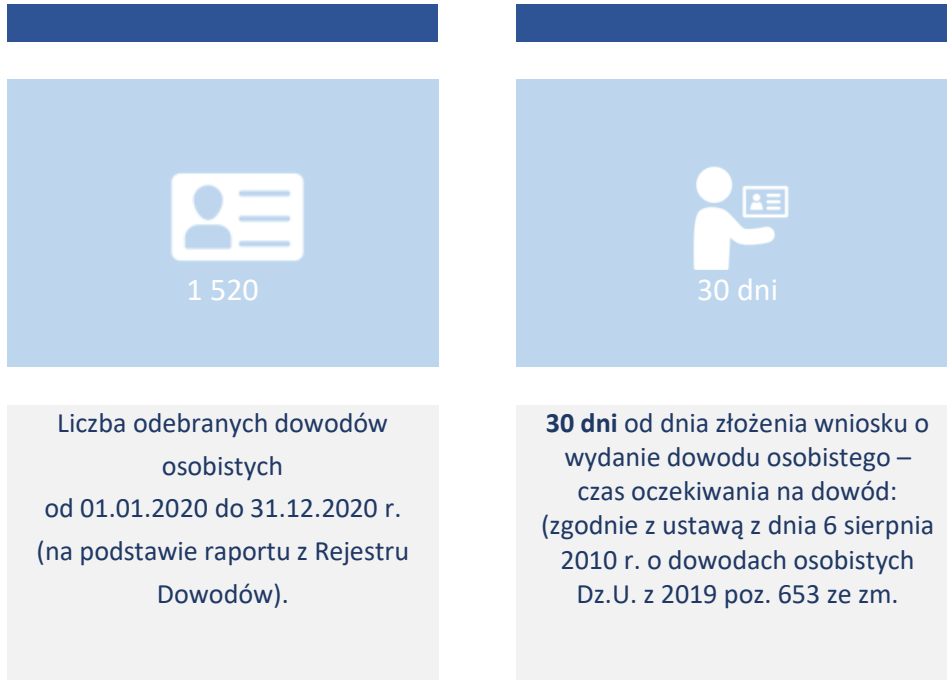 1 520
Liczba odebranych dowodów
osobistych
od 01.01.2020 do 31.12.2020 r.
(na podstawie raportu z Rejestru
Dowodów).
30 dni
30 dni od dnia złożenia wniosku o
wydanie dowodu osobistego –
czas oczekiwania na dowód:
(zgodnie z ustawą z dnia 6 sierpnia
2010 r. o dowodach osobistych
Dz.U. z 2019 poz. 653 ze zm.